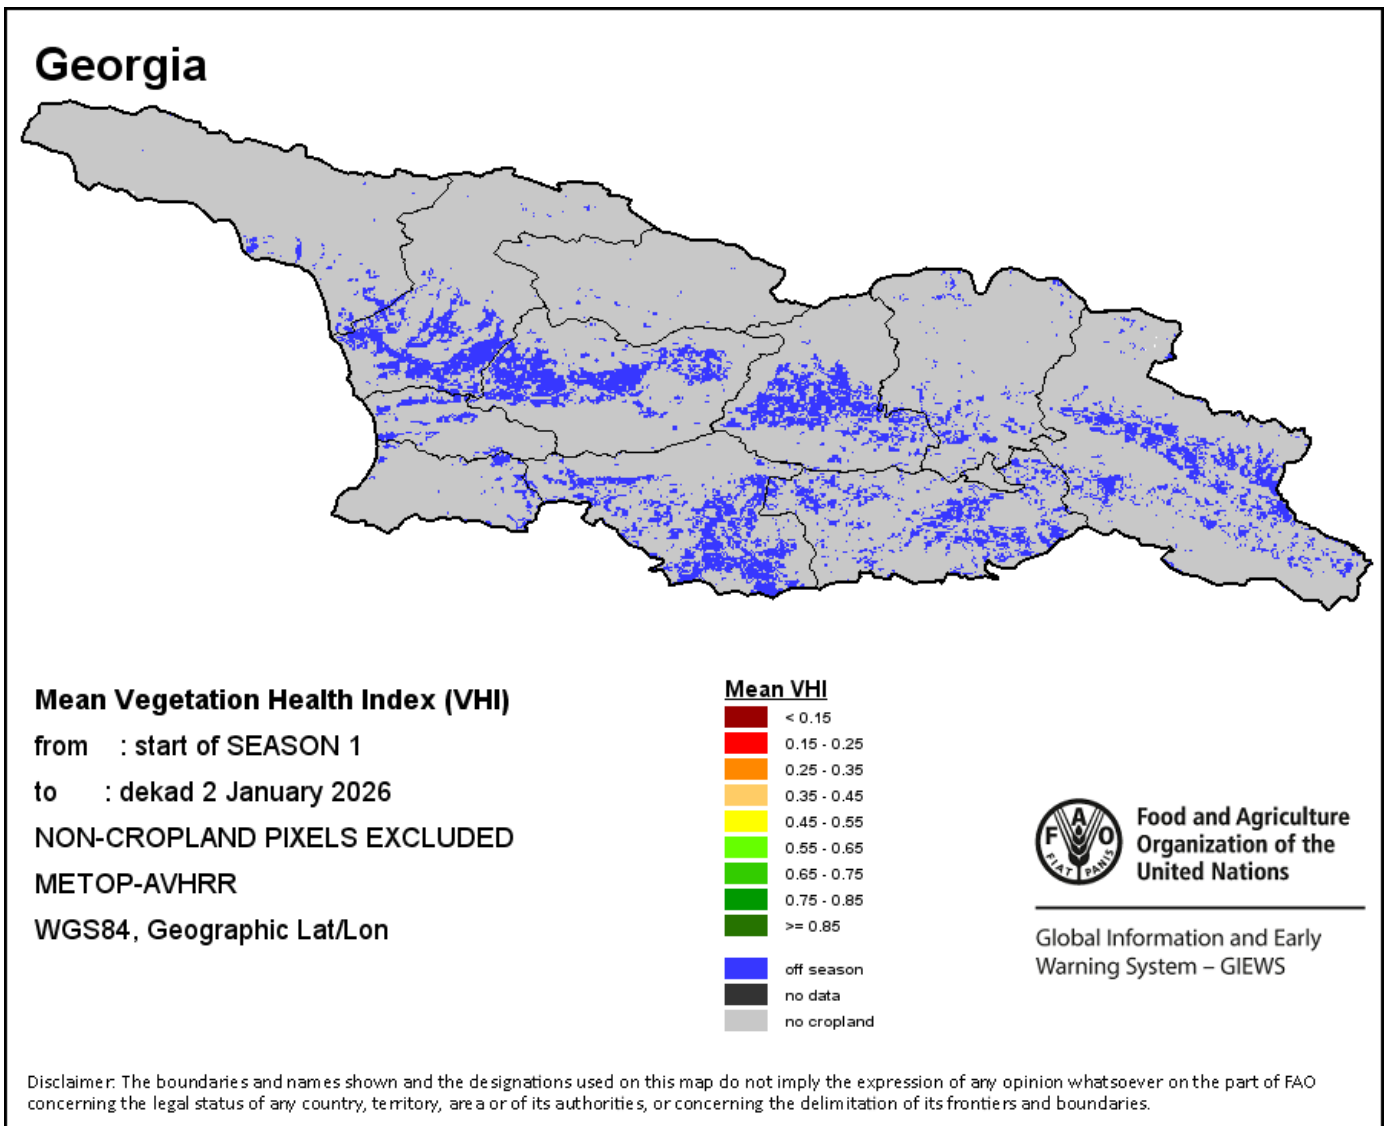 Georgia
Mean Vegetation Health Index (VHI)
from : start of SEASON 1
to : dekad 2 January 2026
NON-CROPLAND PIXELS EXCLUDED
METOP-AVHRR
WGS84, Geographic Lat/Lon
Mean VHI
< 0.15
0.15 - 0.25
0.25 - 0.35
0.35 - 0.45
0.45 - 0.55
0.55 - 0.65
0.65 - 0.75
0.75 - 0.85
>= 0.85
off season
no data
no cropland
F A O
FIAT PANIS
Food and Agriculture
Organization of the
United Nations
Global Information and Early
Warning System – GIEWS
Disclaimer: The boundaries and names shown and the designations used on this map do not imply the expression of any opinion whatsoever on the part of FAO
concerning the legal status of any country, territory, area or of its authorities, or concerning the delimitation of its frontiers and boundaries.